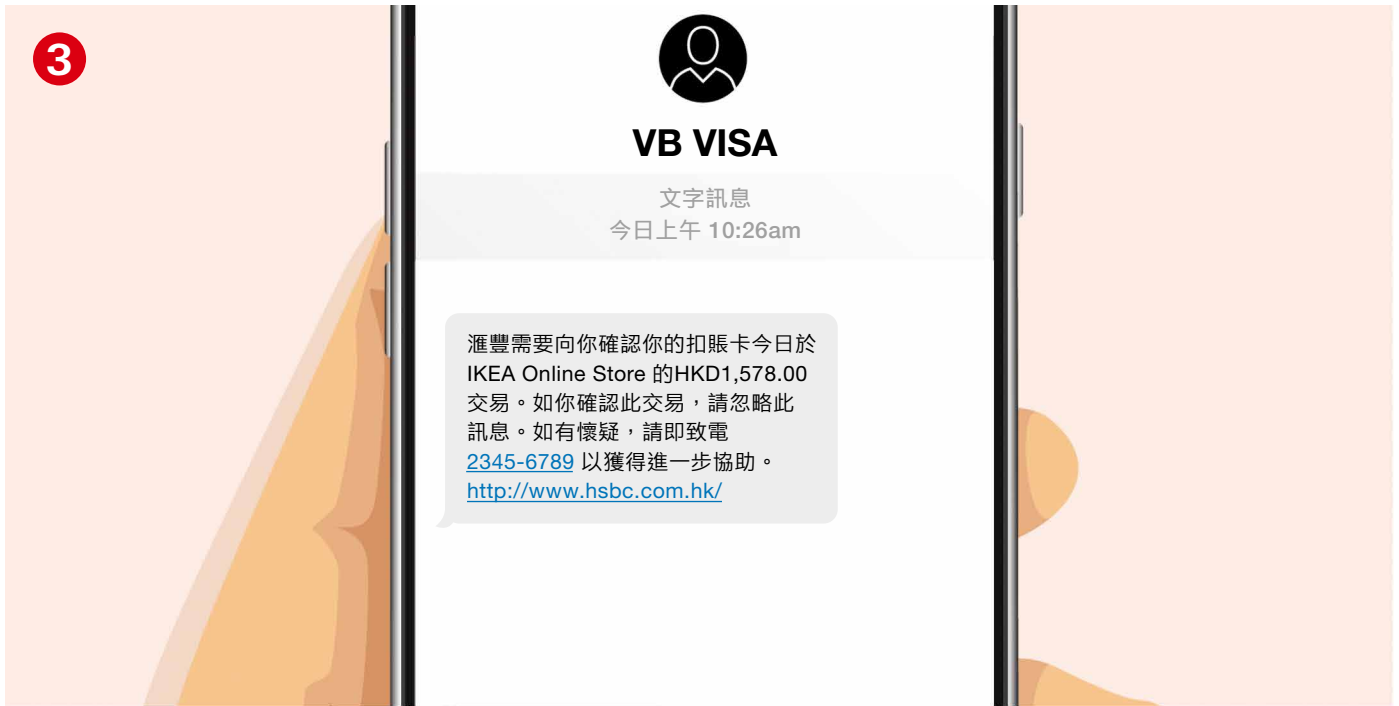 3
VB VISA
文字訊息
今日上午 10:26am
滙豐需要向你確認你的扣賬卡今日於
IKEA Online Store 的HKD1,578.00
交易。如你確認此交易，請忽略此
訊息。如有懷疑，請即致電
2345-6789 以獲得進一步協助。
http://www.hsbc.com.hk/